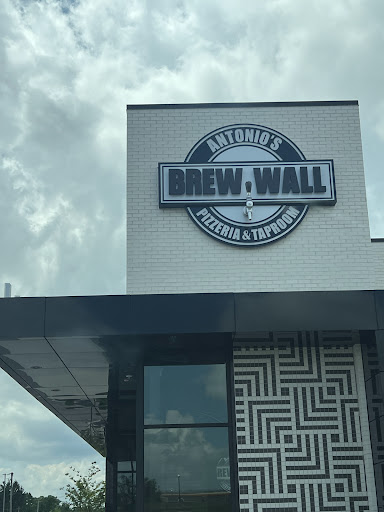 ANTONIO'S
BREW WALL
PIZZERIA & TAPROOM